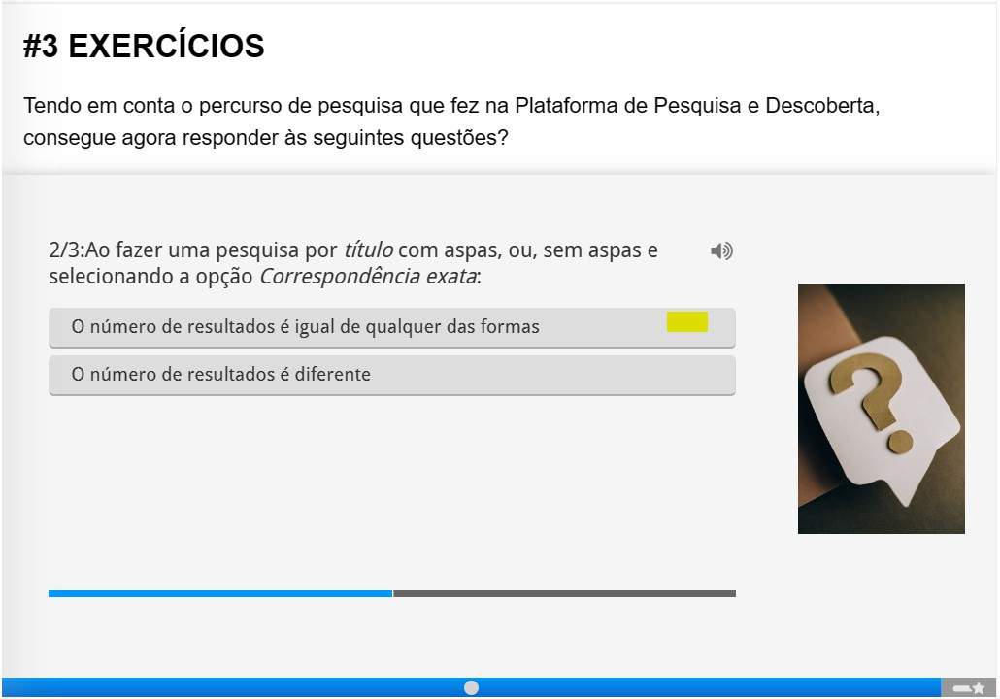 #3 EXERCÍCIOS
Tendo em conta o percurso de pesquisa que fez na Plataforma de Pesquisa e Descoberta,
consegue agora responder às seguintes questões?
2/3:Ao fazer uma pesquisa por título com aspas, ou, sem aspas e
selecionando a opção Correspondência exata:
O número de resultados é igual de qualquer das formas
O número de resultados é diferente
?